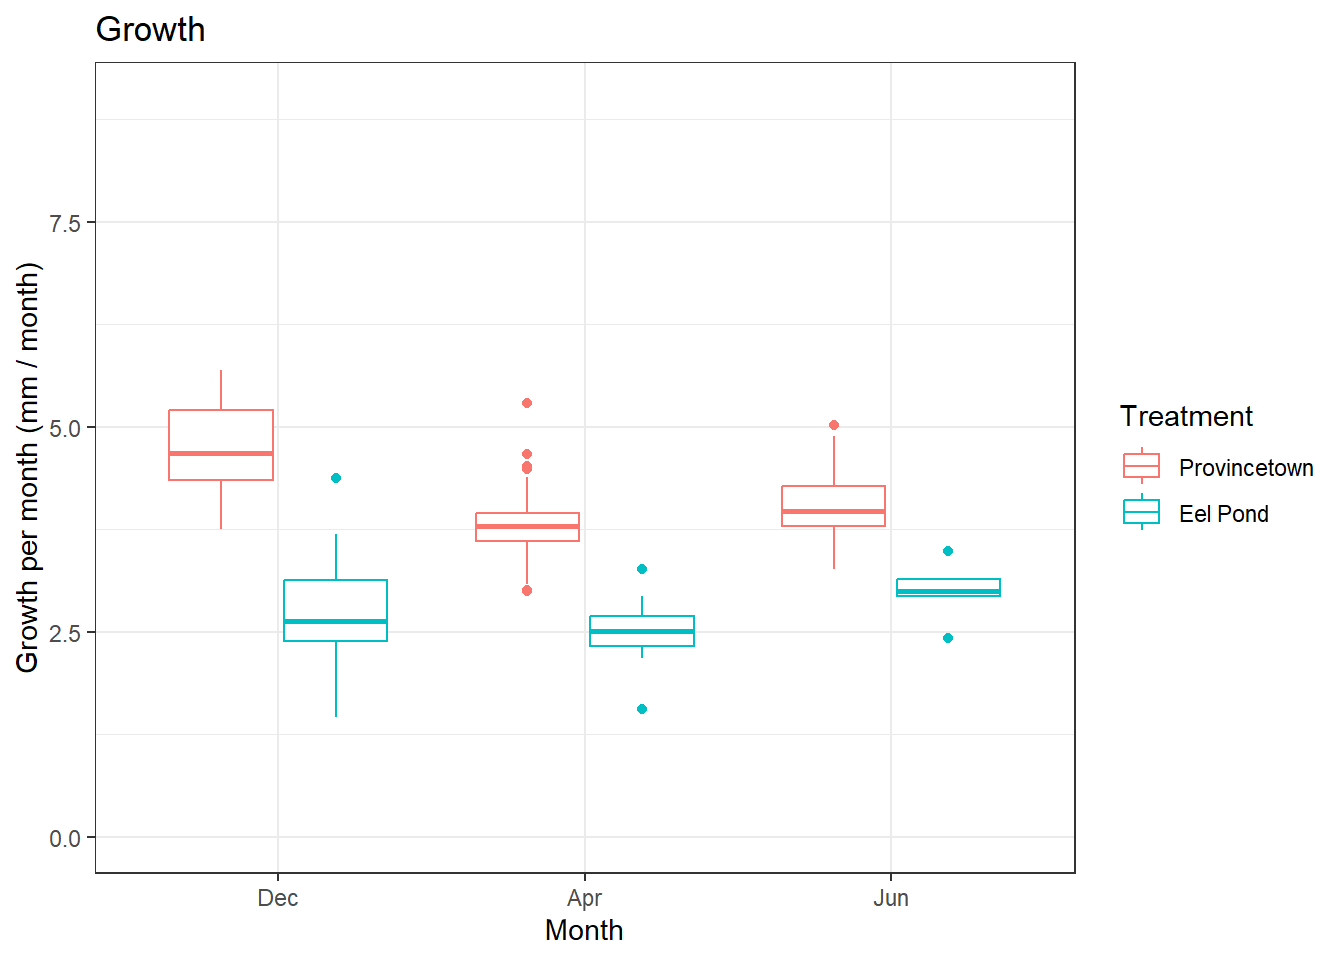 Growth
Growth per month (mm / month)
7.5
5.0
2.5
0.0
Dec
Apr
Jun
Month
Treatment
Provincetown
Eel Pond